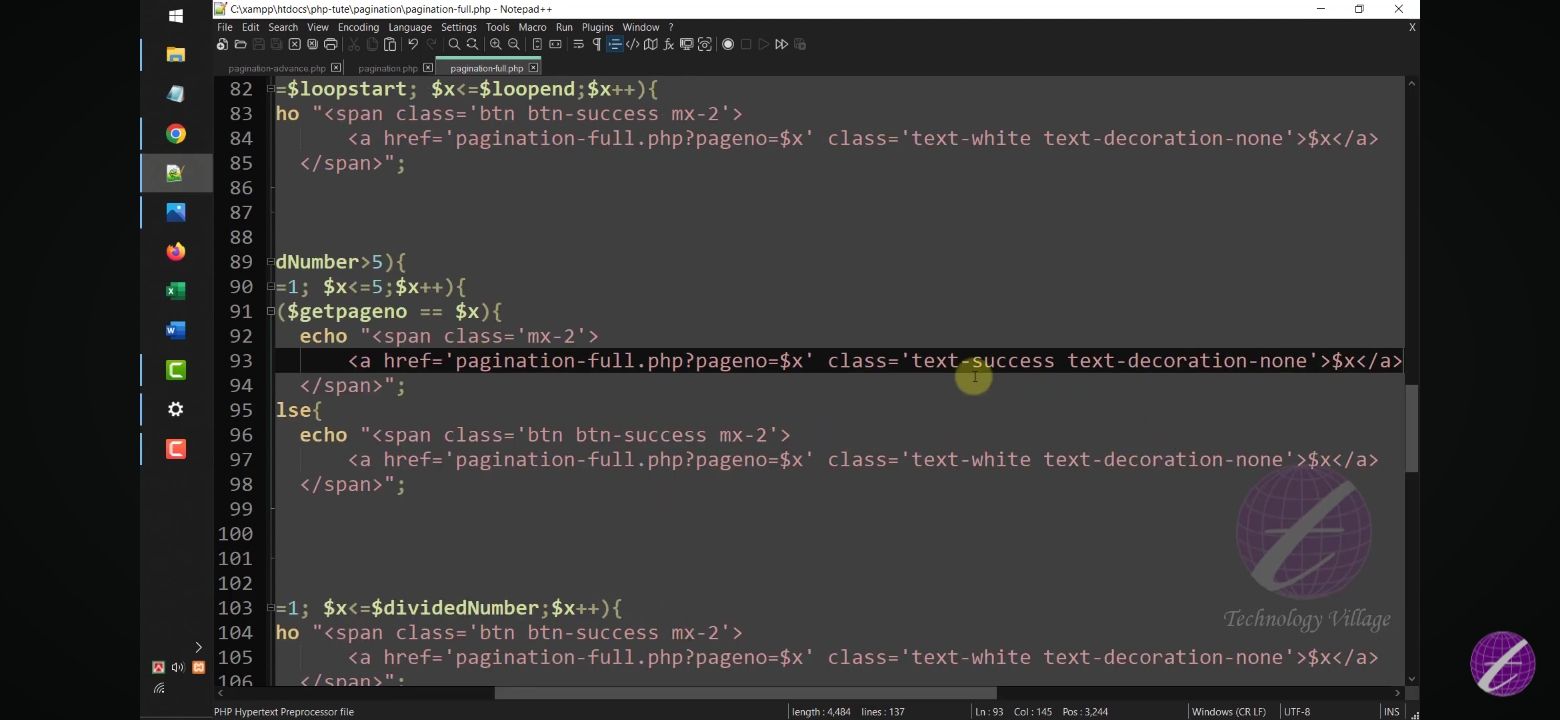 C:\xampp\htdocs\php-tute\pagination\pagination-full.php - Notepad++
File Edit Search View Encoding Language Settings Tools Macro Run Plugins Window ? X
pagination-advance.php pagination.php pagination-full.php
82 =$loopstart; $x<=$loopend;$x++){
83 ho "<span class='btn btn-success mx-2'>
84 <a href='pagination-full.php?pageno=$x' class='text-white text-decoration-none'>$x</a>
85 </span>";
86
87
88
89 dNumber>5){
90 =1; $x<=5;$x++){
91 ($getpageno == $x){
92 echo "<span class='mx-2'>
93 <a href='pagination-full.php?pageno=$x' class='text-success text-decoration-none'>$x</a>
94 </span>";
95 lse{
96 echo "<span class='btn btn-success mx-2'>
97 <a href='pagination-full.php?pageno=$x' class='text-white text-decoration-none'>$x</a>
98 </span>";
99
100
101
102
103 =1; $x<=$dividedNumber;$x++){
104 ho "<span class='btn btn-success mx-2'>
105 <a href='pagination-full.php?pageno=$x' class='text-white text-decoration-none'>$x</a>
106 </span>";
Technology Village
PHP Hypertext Preprocessor file length : 4,484 lines : 137 Ln : 93 Col : 145 Pos : 3,244 Windows (CR LF) UTF-8 INS